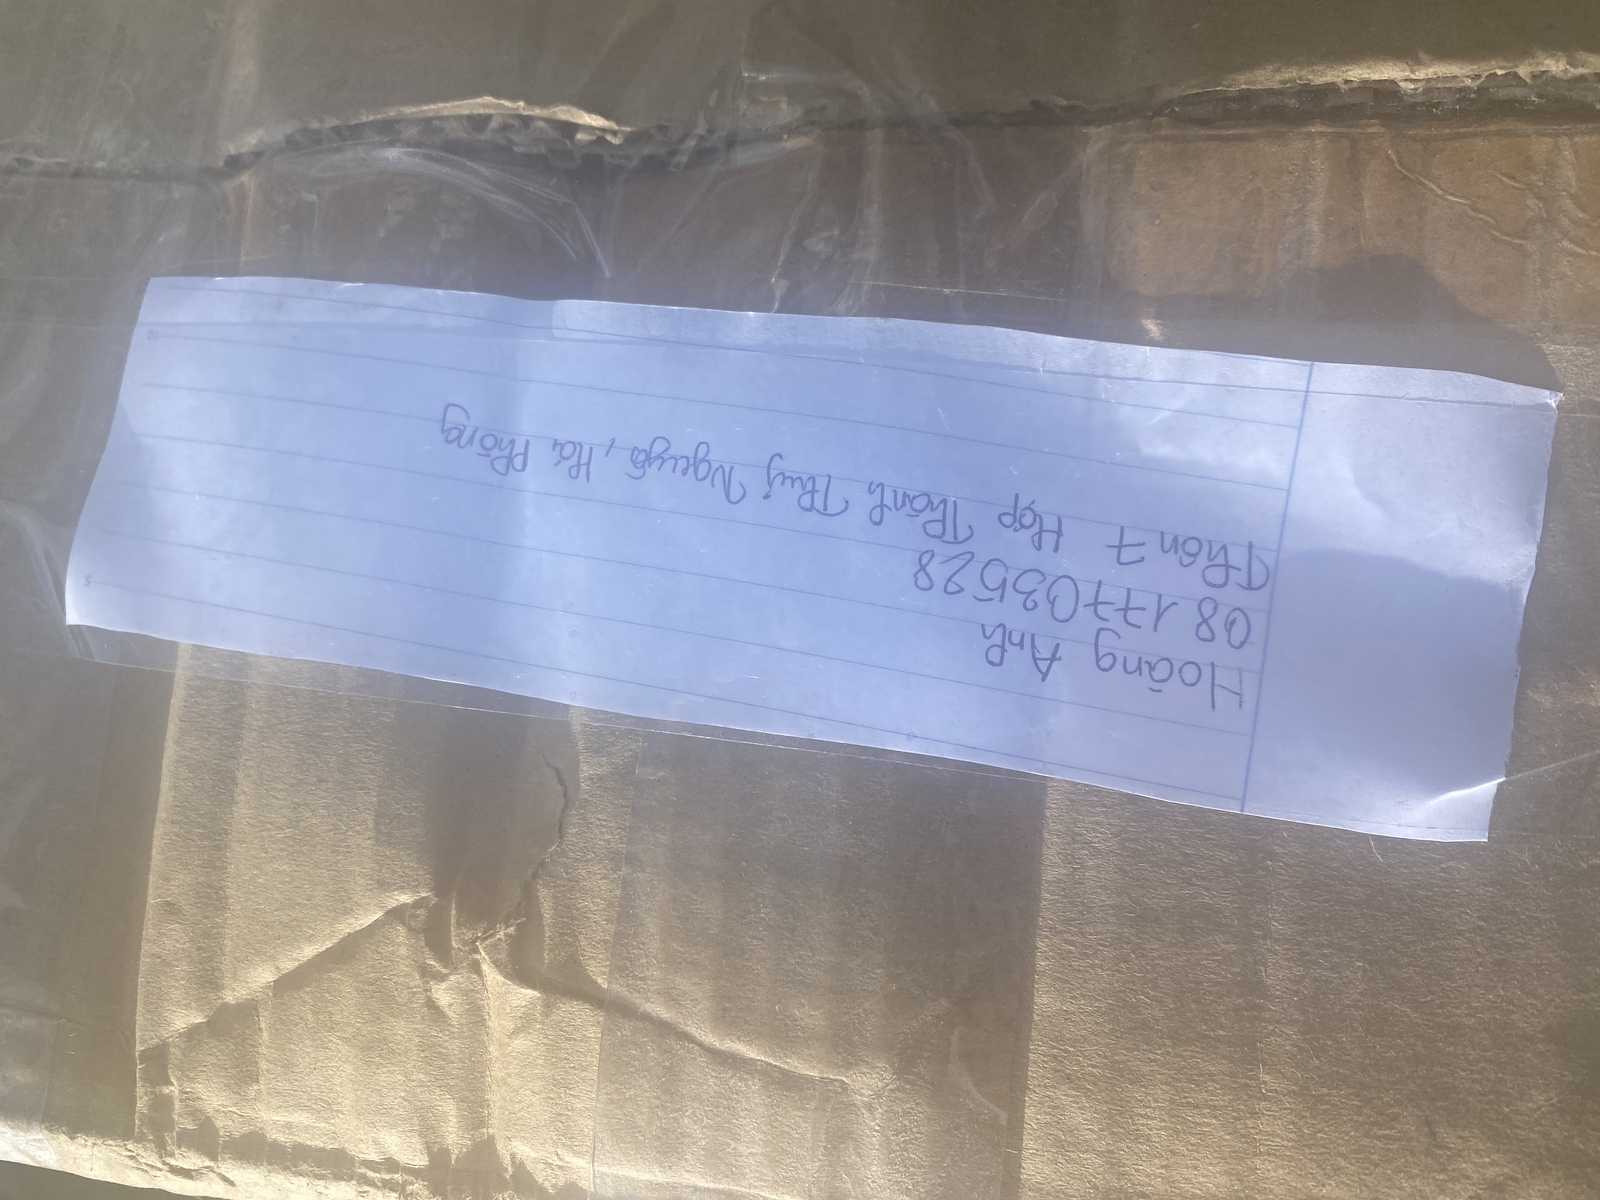 Hoàng Anh
0817703528
Thôn 7 Hợp Thành, Thuỷ Nguyên, Hải Phòng